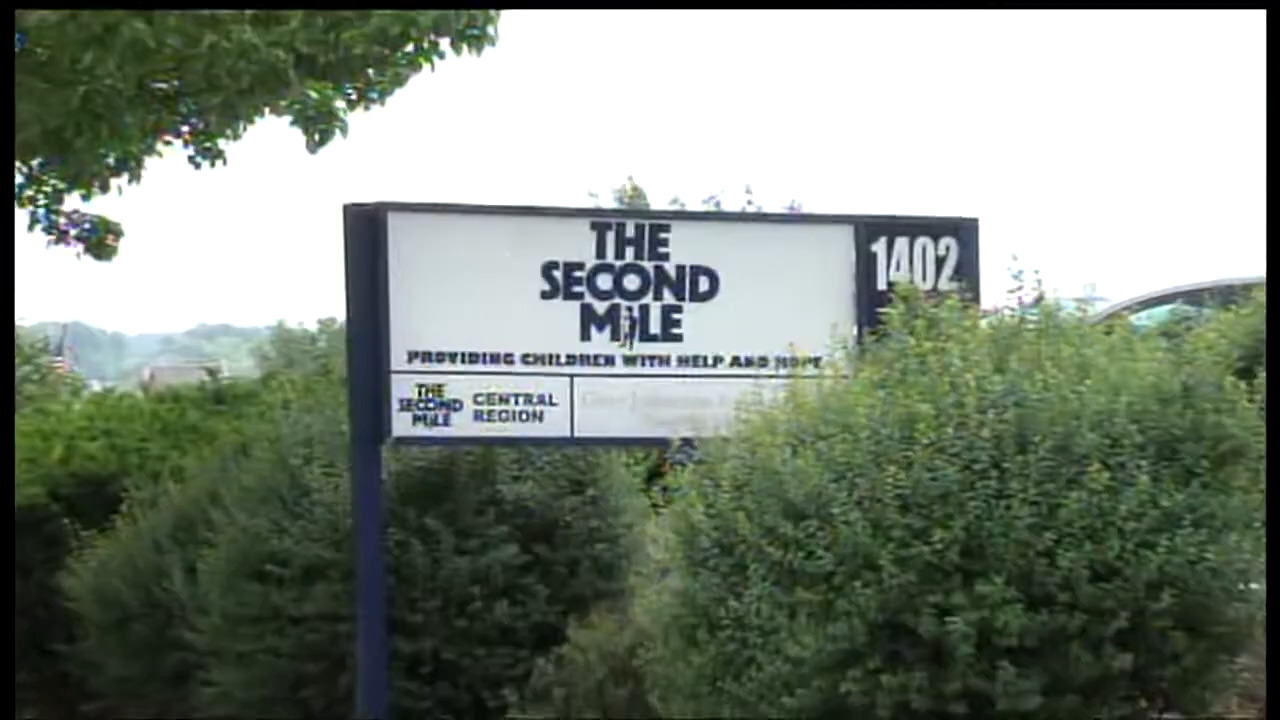 THE
SECOND
MILE
1402
PROVIDING CHILDREN WITH HELP AND HOPE
THE
SECOND
MILE
CENTRAL
REGION